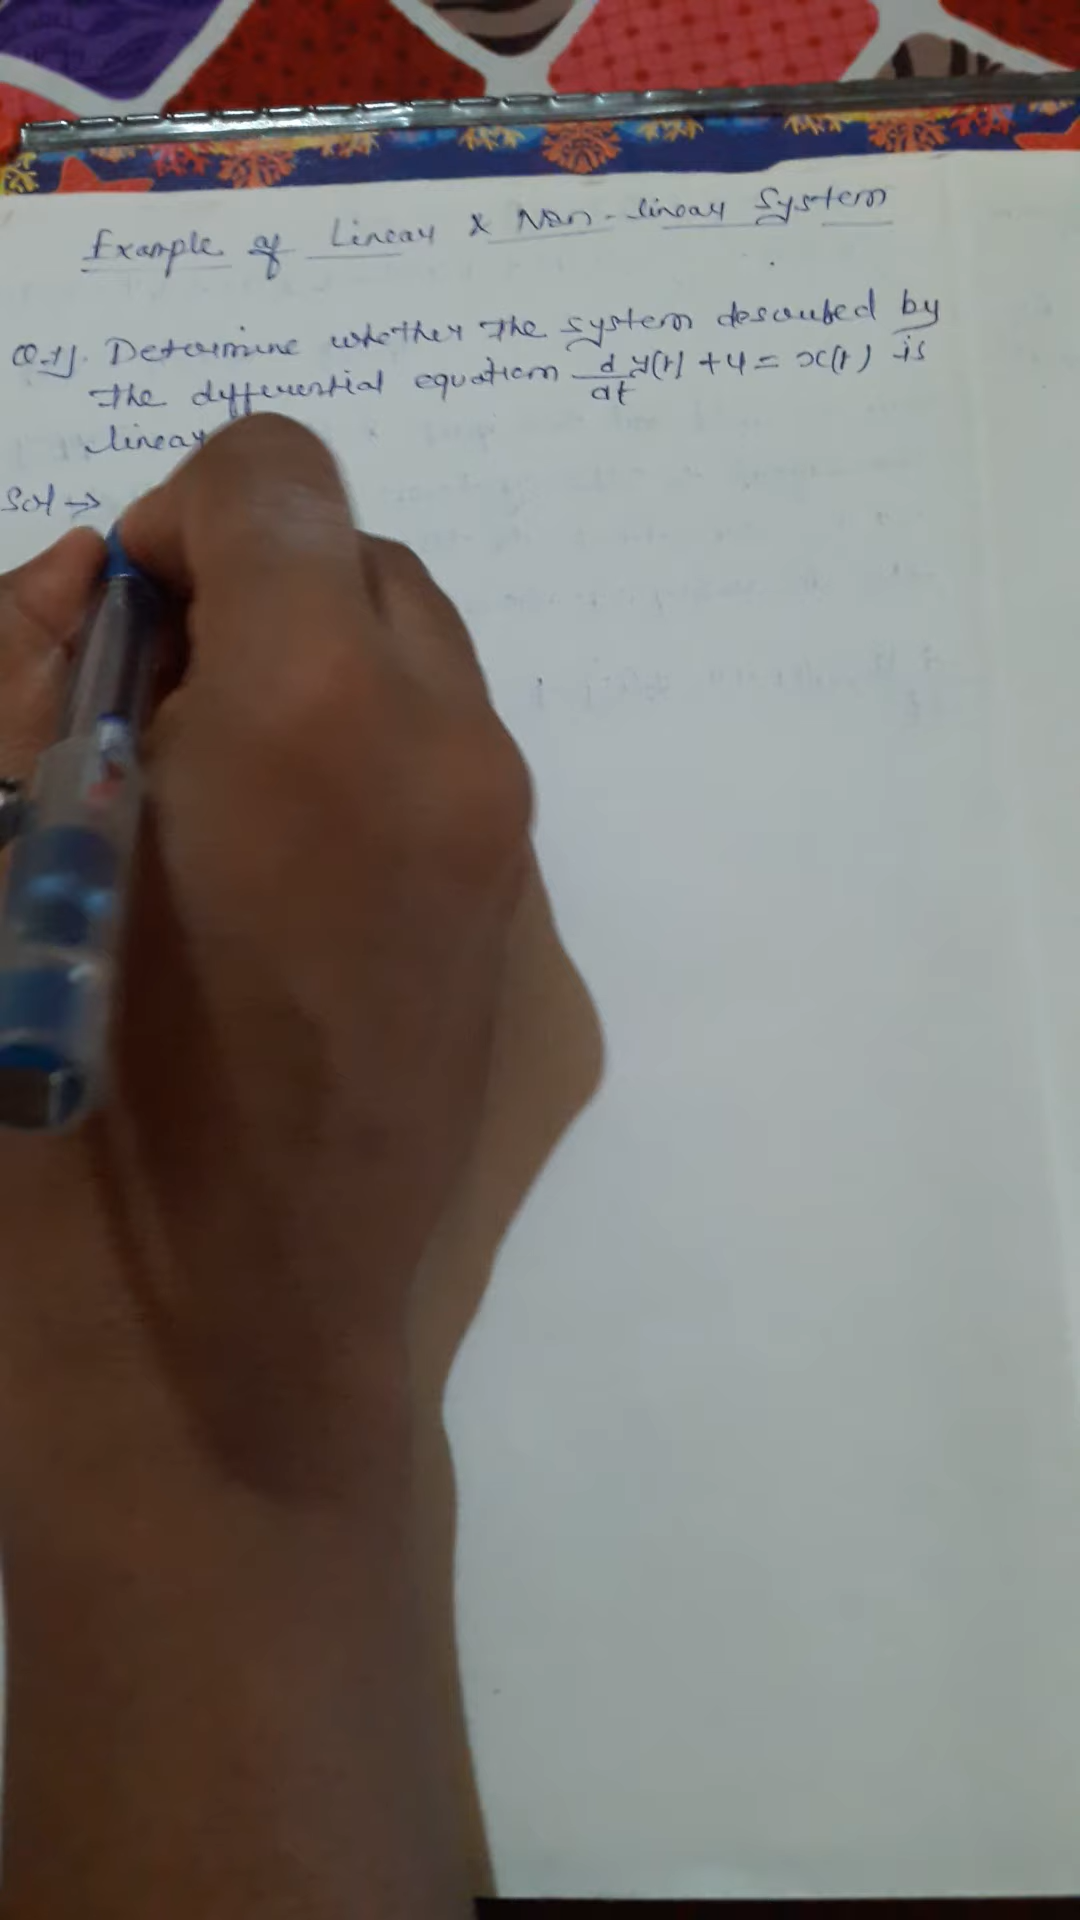 Example of Linear & Non-linear System
Q.1]. Determine whether the system described by
the differential equation d/dt y(t) + 4 = x(t) is
linear
Sol →